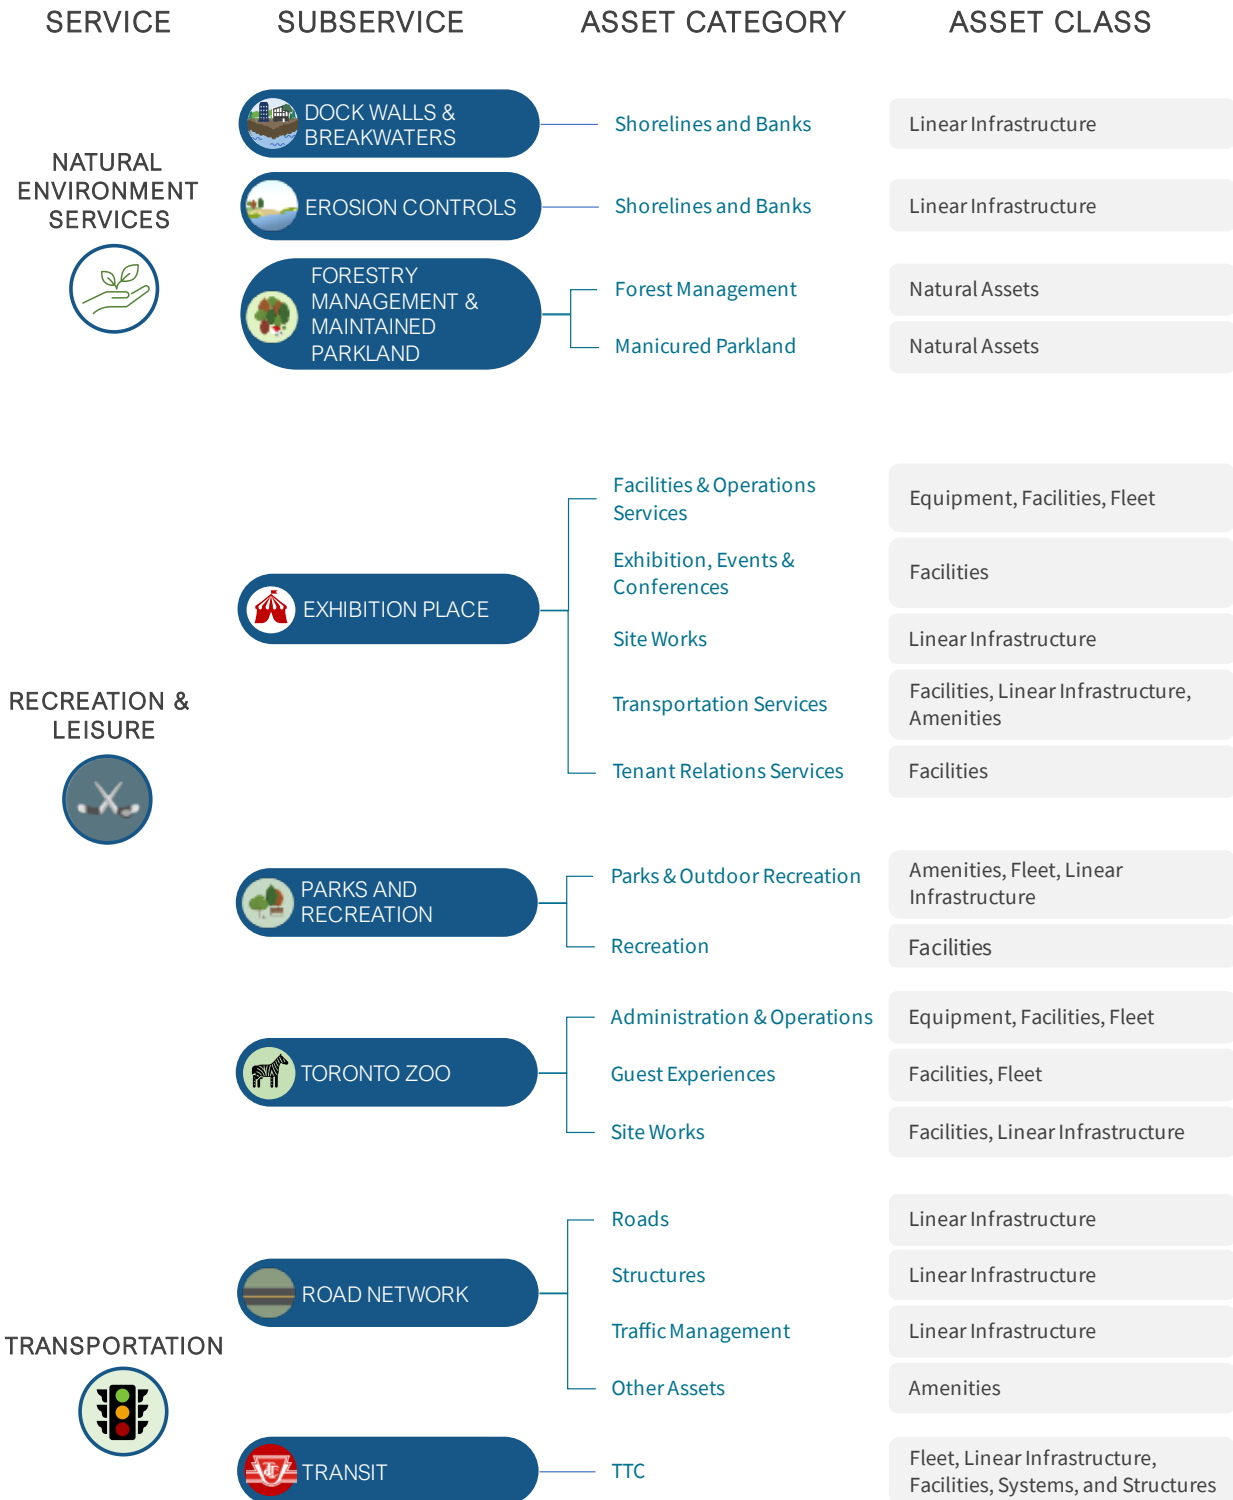 SERVICE SUBSERVICE ASSET CATEGORY ASSET CLASS
NATURAL
ENVIRONMENT
SERVICES
DOCK WALLS &
BREAKWATERS
Shorelines and Banks
Linear Infrastructure
EROSION CONTROLS
Shorelines and Banks
Linear Infrastructure
FORESTRY
MANAGEMENT &
MAINTAINED
PARKLAND
Forest Management
Natural Assets
Manicured Parkland
Natural Assets
RECREATION &
LEISURE
EXHIBITION PLACE
Facilities & Operations
Services
Equipment, Facilities, Fleet
Exhibition, Events &
Conferences
Facilities
Site Works
Linear Infrastructure
Transportation Services
Facilities, Linear Infrastructure,
Amenities
Tenant Relations Services
Facilities
PARKS AND
RECREATION
Parks & Outdoor Recreation
Amenities, Fleet, Linear
Infrastructure
Recreation
Facilities
TORONTO ZOO
Administration & Operations
Equipment, Facilities, Fleet
Guest Experiences
Facilities, Fleet
Site Works
Facilities, Linear Infrastructure
TRANSPORTATION
ROAD NETWORK
Roads
Linear Infrastructure
Structures
Linear Infrastructure
Traffic Management
Linear Infrastructure
Other Assets
Amenities
TRANSIT
TTC
Fleet, Linear Infrastructure,
Facilities, Systems, and Structures